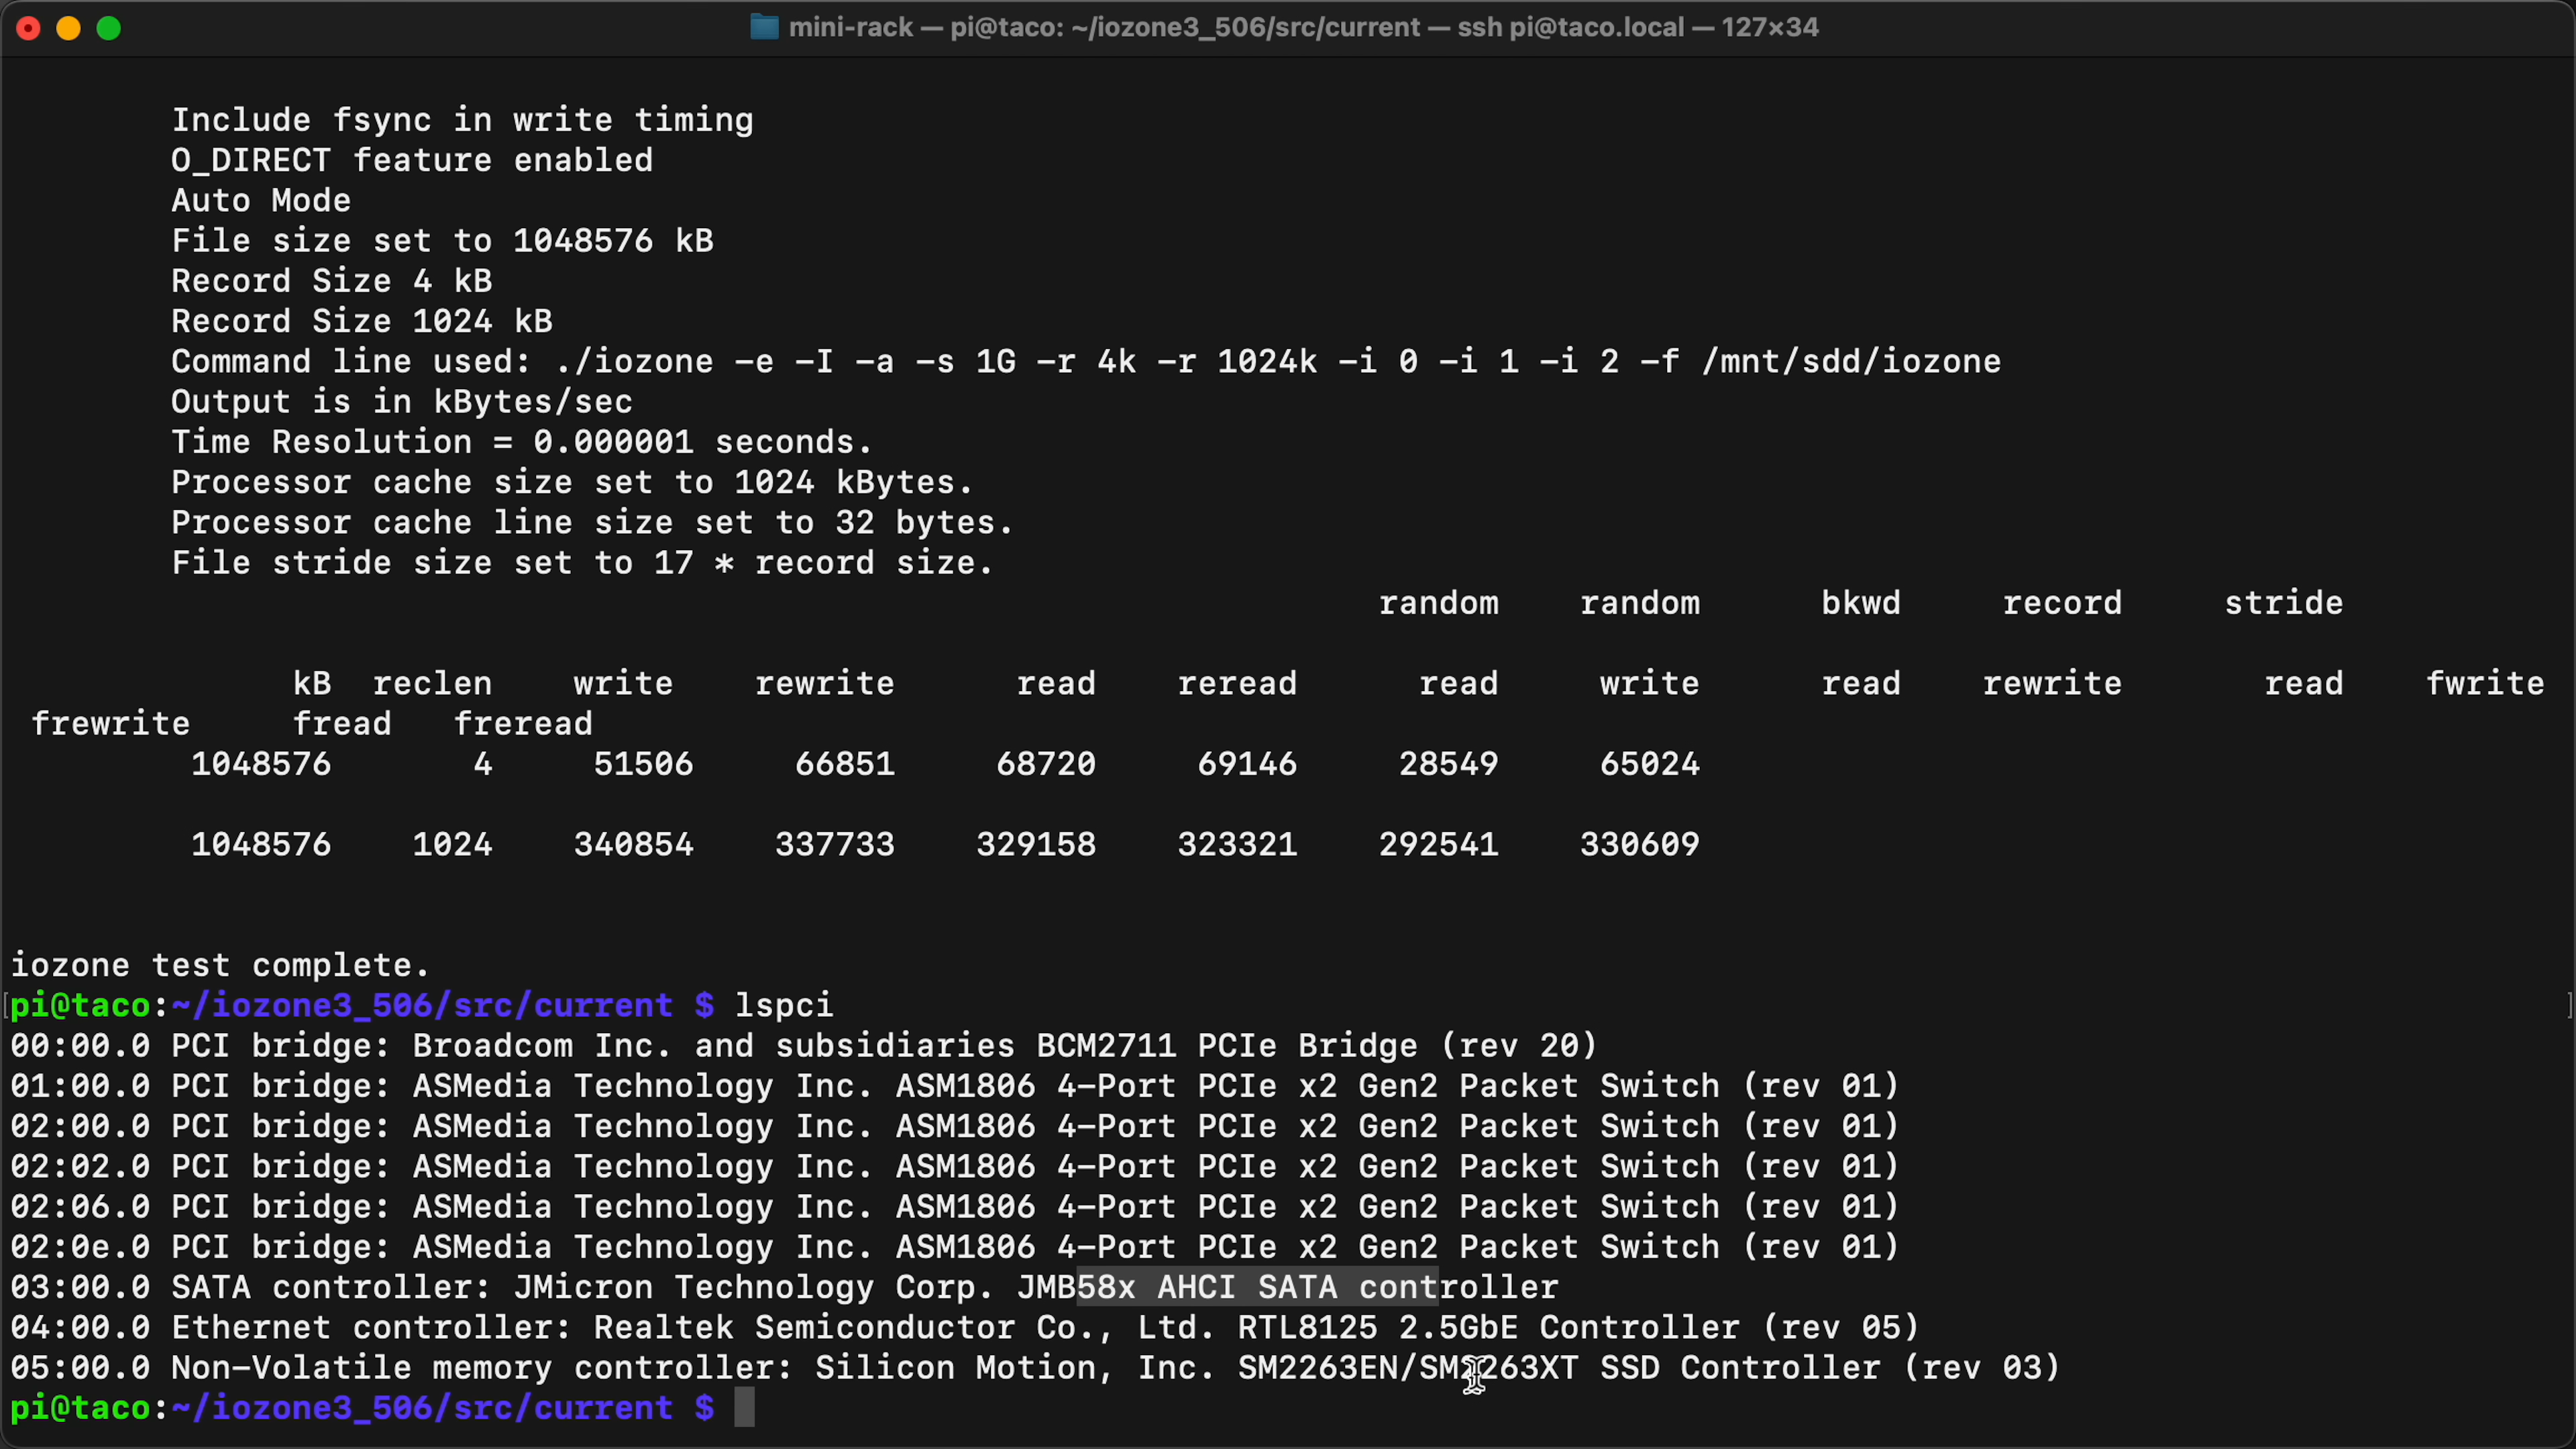 mini-rack — pi@taco: ~/iozone3_506/src/current — ssh pi@taco.local — 127×34
Include fsync in write timing
O_DIRECT feature enabled
Auto Mode
File size set to 1048576 kB
Record Size 4 kB
Record Size 1024 kB
Command line used: ./iozone -e -I -a -s 1G -r 4k -r 1024k -i 0 -i 1 -i 2 -f /mnt/sdd/iozone
Output is in kBytes/sec
Time Resolution = 0.000001 seconds.
Processor cache size set to 1024 kBytes.
Processor cache line size set to 32 bytes.
File stride size set to 17 * record size.
random random bkwd record stride
kB reclen write rewrite read reread read write read rewrite read fwrite
frewrite fread freread
1048576 4 51506 66851 68720 69146 28549 65024
1048576 1024 340854 337733 329158 323321 292541 330609
iozone test complete.
[pi@taco:~/iozone3_506/src/current $ lspci ]
00:00.0 PCI bridge: Broadcom Inc. and subsidiaries BCM2711 PCIe Bridge (rev 20)
01:00.0 PCI bridge: ASMedia Technology Inc. ASM1806 4-Port PCIe x2 Gen2 Packet Switch (rev 01)
02:00.0 PCI bridge: ASMedia Technology Inc. ASM1806 4-Port PCIe x2 Gen2 Packet Switch (rev 01)
02:02.0 PCI bridge: ASMedia Technology Inc. ASM1806 4-Port PCIe x2 Gen2 Packet Switch (rev 01)
02:06.0 PCI bridge: ASMedia Technology Inc. ASM1806 4-Port PCIe x2 Gen2 Packet Switch (rev 01)
02:0e.0 PCI bridge: ASMedia Technology Inc. ASM1806 4-Port PCIe x2 Gen2 Packet Switch (rev 01)
03:00.0 SATA controller: JMicron Technology Corp. JMB58x AHCI SATA controller
04:00.0 Ethernet controller: Realtek Semiconductor Co., Ltd. RTL8125 2.5GbE Controller (rev 05)
05:00.0 Non-Volatile memory controller: Silicon Motion, Inc. SM2263EN/SM2263XT SSD Controller (rev 03)
pi@taco:~/iozone3_506/src/current $